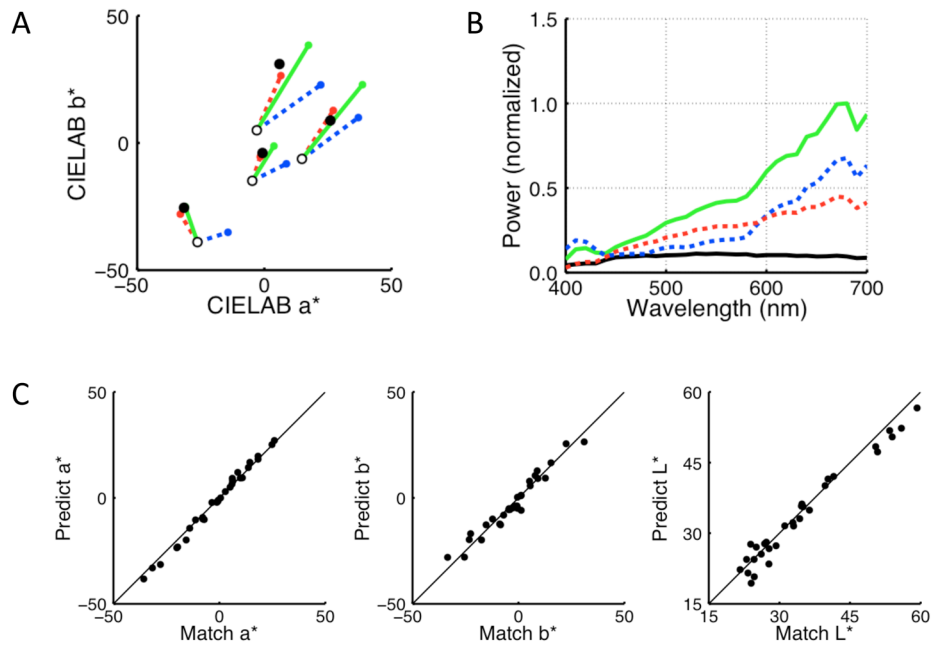 A
50
0
−50
−50
0
50
CIELAB b*
CIELAB a*
B
1.5
1.0
0.5
0.0
400
500
600
700
Power (normalized)
Wavelength (nm)
C
50
0
−50
−50
0
50
Predict a*
Match a*
50
0
−50
−50
0
50
Predict b*
Match b*
60
45
30
15
15
30
45
60
Predict L*
Match L*